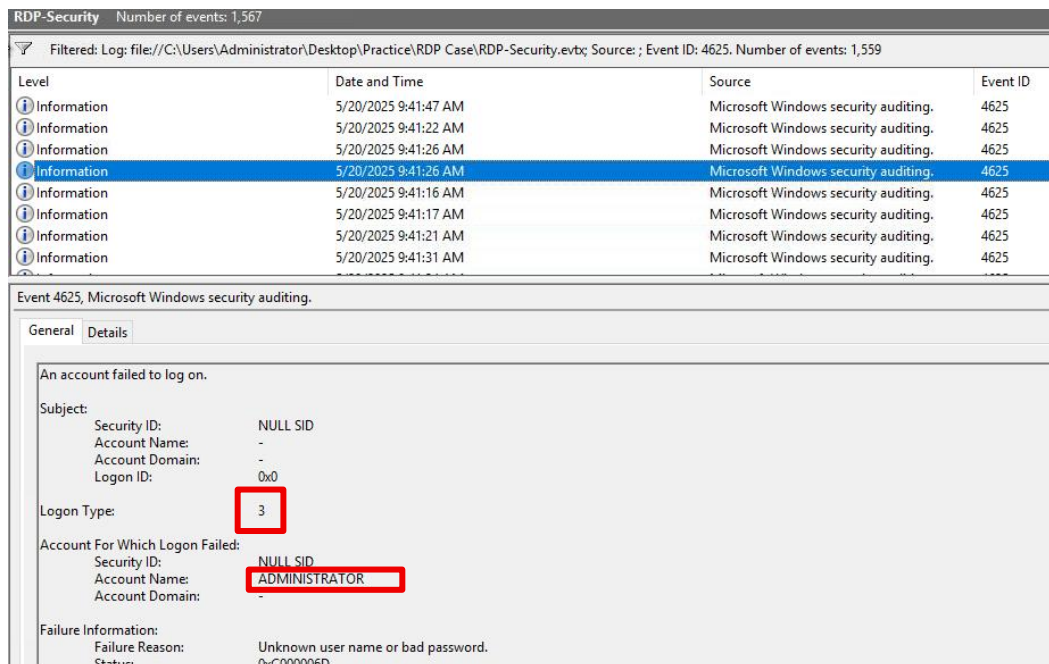 RDP-Security Number of events: 1,567
Filtered: Log: file://C:\Users\Administrator\Desktop\Practice\RDP Case\RDP-Security.evtx; Source: ; Event ID: 4625. Number of events: 1,559
Level Date and Time Source Event ID
Information 5/20/2025 9:41:47 AM Microsoft Windows security auditing. 4625
Information 5/20/2025 9:41:22 AM Microsoft Windows security auditing. 4625
Information 5/20/2025 9:41:26 AM Microsoft Windows security auditing. 4625
Information 5/20/2025 9:41:26 AM Microsoft Windows security auditing. 4625
Information 5/20/2025 9:41:16 AM Microsoft Windows security auditing. 4625
Information 5/20/2025 9:41:17 AM Microsoft Windows security auditing. 4625
Information 5/20/2025 9:41:21 AM Microsoft Windows security auditing. 4625
Information 5/20/2025 9:41:31 AM Microsoft Windows security auditing. 4625
Event 4625, Microsoft Windows security auditing.
General Details
An account failed to log on.
Subject:
Security ID: NULL SID
Account Name: -
Account Domain: -
Logon ID: 0x0
Logon Type: 3
Account For Which Logon Failed:
Security ID: NULL SID
Account Name: ADMINISTRATOR
Account Domain: -
Failure Information:
Failure Reason: Unknown user name or bad password.
Status: 0xC000006D